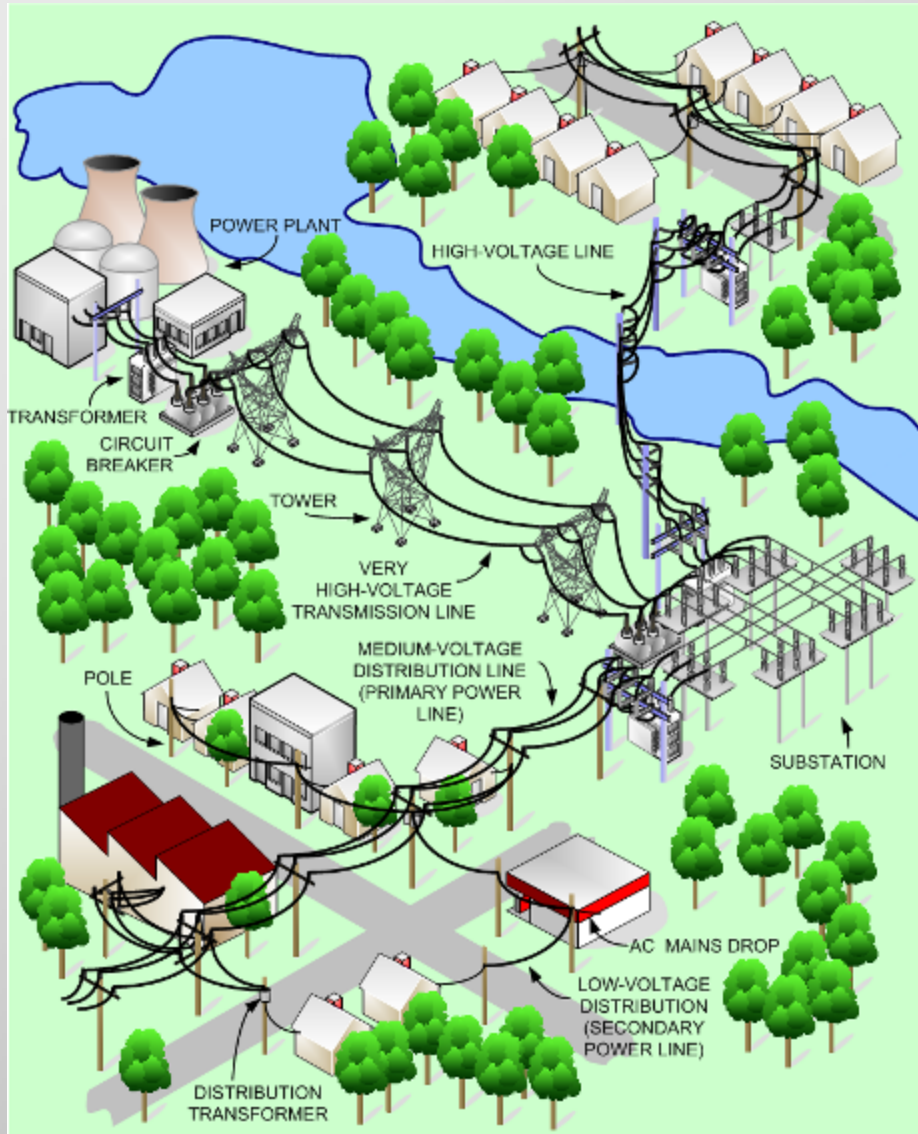 POWER PLANT
HIGH-VOLTAGE LINE
TRANSFORMER
CIRCUIT
BREAKER
TOWER
VERY
HIGH-VOLTAGE
TRANSMISSION LINE
MEDIUM-VOLTAGE
DISTRIBUTION LINE
(PRIMARY POWER
LINE)
POLE
SUBSTATION
AC MAINS DROP
LOW-VOLTAGE
DISTRIBUTION
(SECONDARY
POWER LINE)
DISTRIBUTION
TRANSFORMER